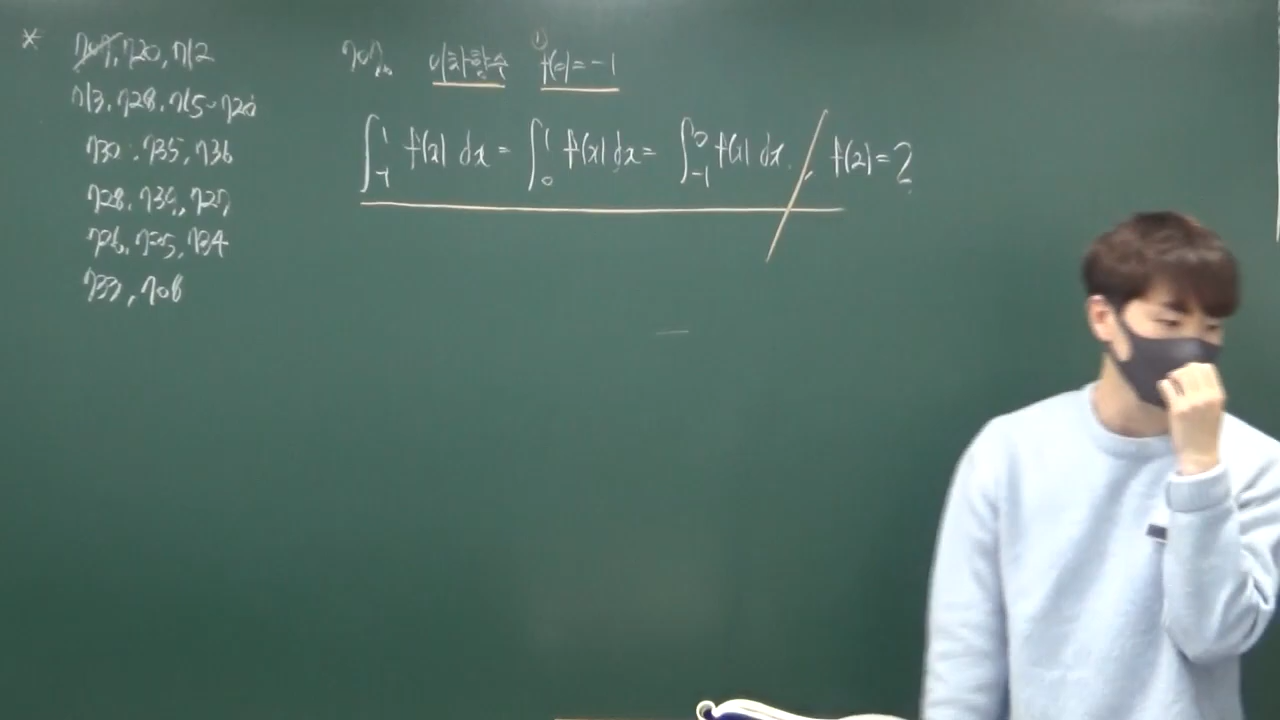 * 707, 720, 712
713, 728, 715~720
730, 735, 736
728, 739, 727
726, 725, 734
733, 708
707. 이차함수 ① f(0)=-1
∫_{-1}^{1} f(x) dx = ∫_{0}^{1} f(x) dx = ∫_{-1}^{0} f(x) dx. / f(2)=?